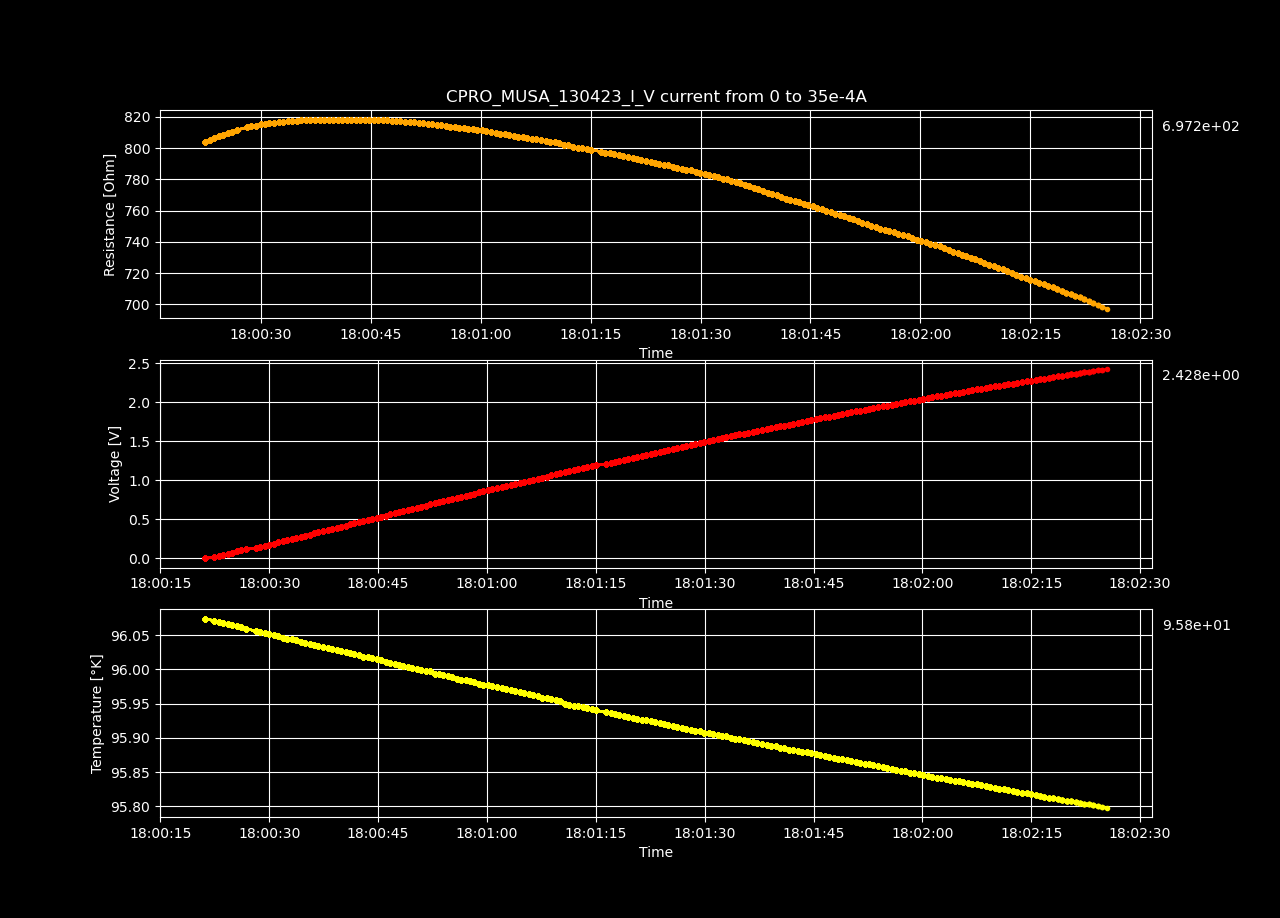 CPRO_MUSA_130423_I_V current from 0 to 35e-4A
6.972e+02
Resistance [Ohm]
820
800
780
760
740
720
700
18:00:30 18:00:45 18:01:00 18:01:15 18:01:30 18:01:45 18:02:00 18:02:15 18:02:30
Time
2.428e+00
Voltage [V]
2.5
2.0
1.5
1.0
0.5
0.0
18:00:15 18:00:30 18:00:45 18:01:00 18:01:15 18:01:30 18:01:45 18:02:00 18:02:15 18:02:30
Time
9.58e+01
Temperature [°K]
96.05
96.00
95.95
95.90
95.85
95.80
18:00:15 18:00:30 18:00:45 18:01:00 18:01:15 18:01:30 18:01:45 18:02:00 18:02:15 18:02:30
Time